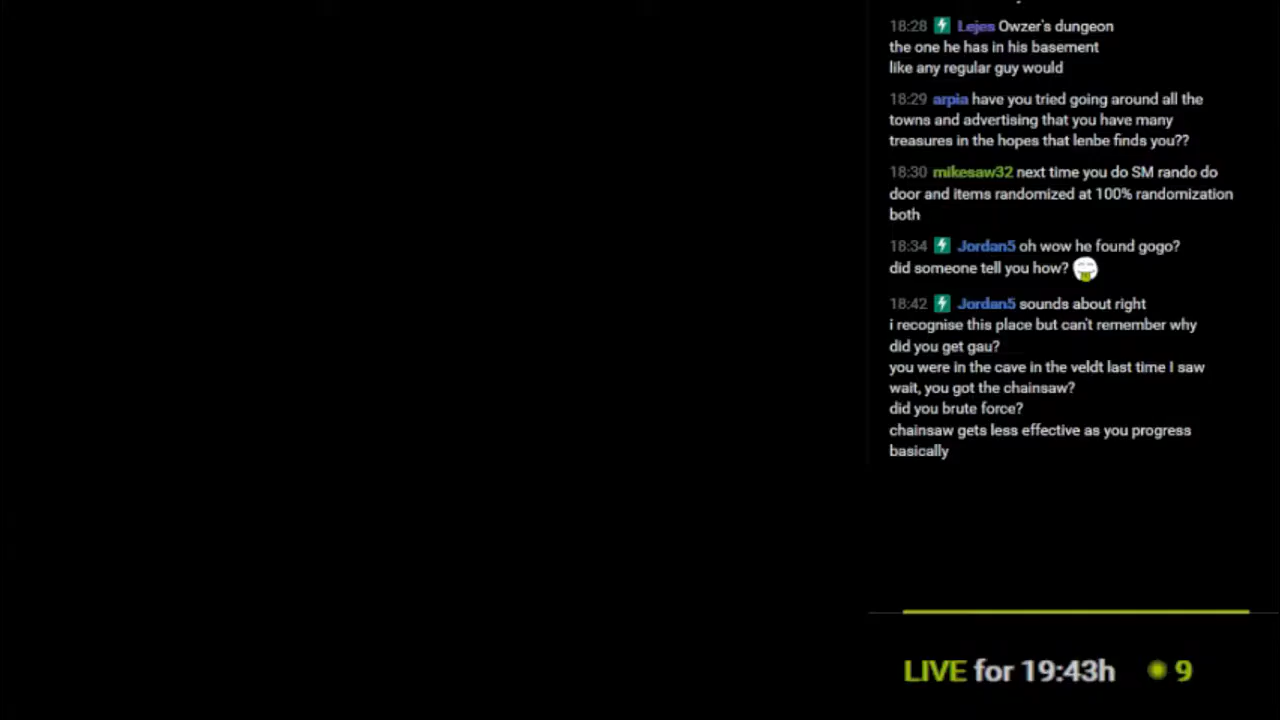 18:28 Lejes Owzer's dungeon
the one he has in his basement
like any regular guy would
18:29 arpia have you tried going around all the
towns and advertising that you have many
treasures in the hopes that lenbe finds you??
18:30 mikesaw32 next time you do SM rando do
door and items randomized at 100% randomization
both
18:34 Jordan5 oh wow he found gogo?
did someone tell you how?
18:42 Jordan5 sounds about right
i recognise this place but can't remember why
did you get gau?
you were in the cave in the veldt last time I saw
wait, you got the chainsaw?
did you brute force?
chainsaw gets less effective as you progress
basically
LIVE for 19:43h 9